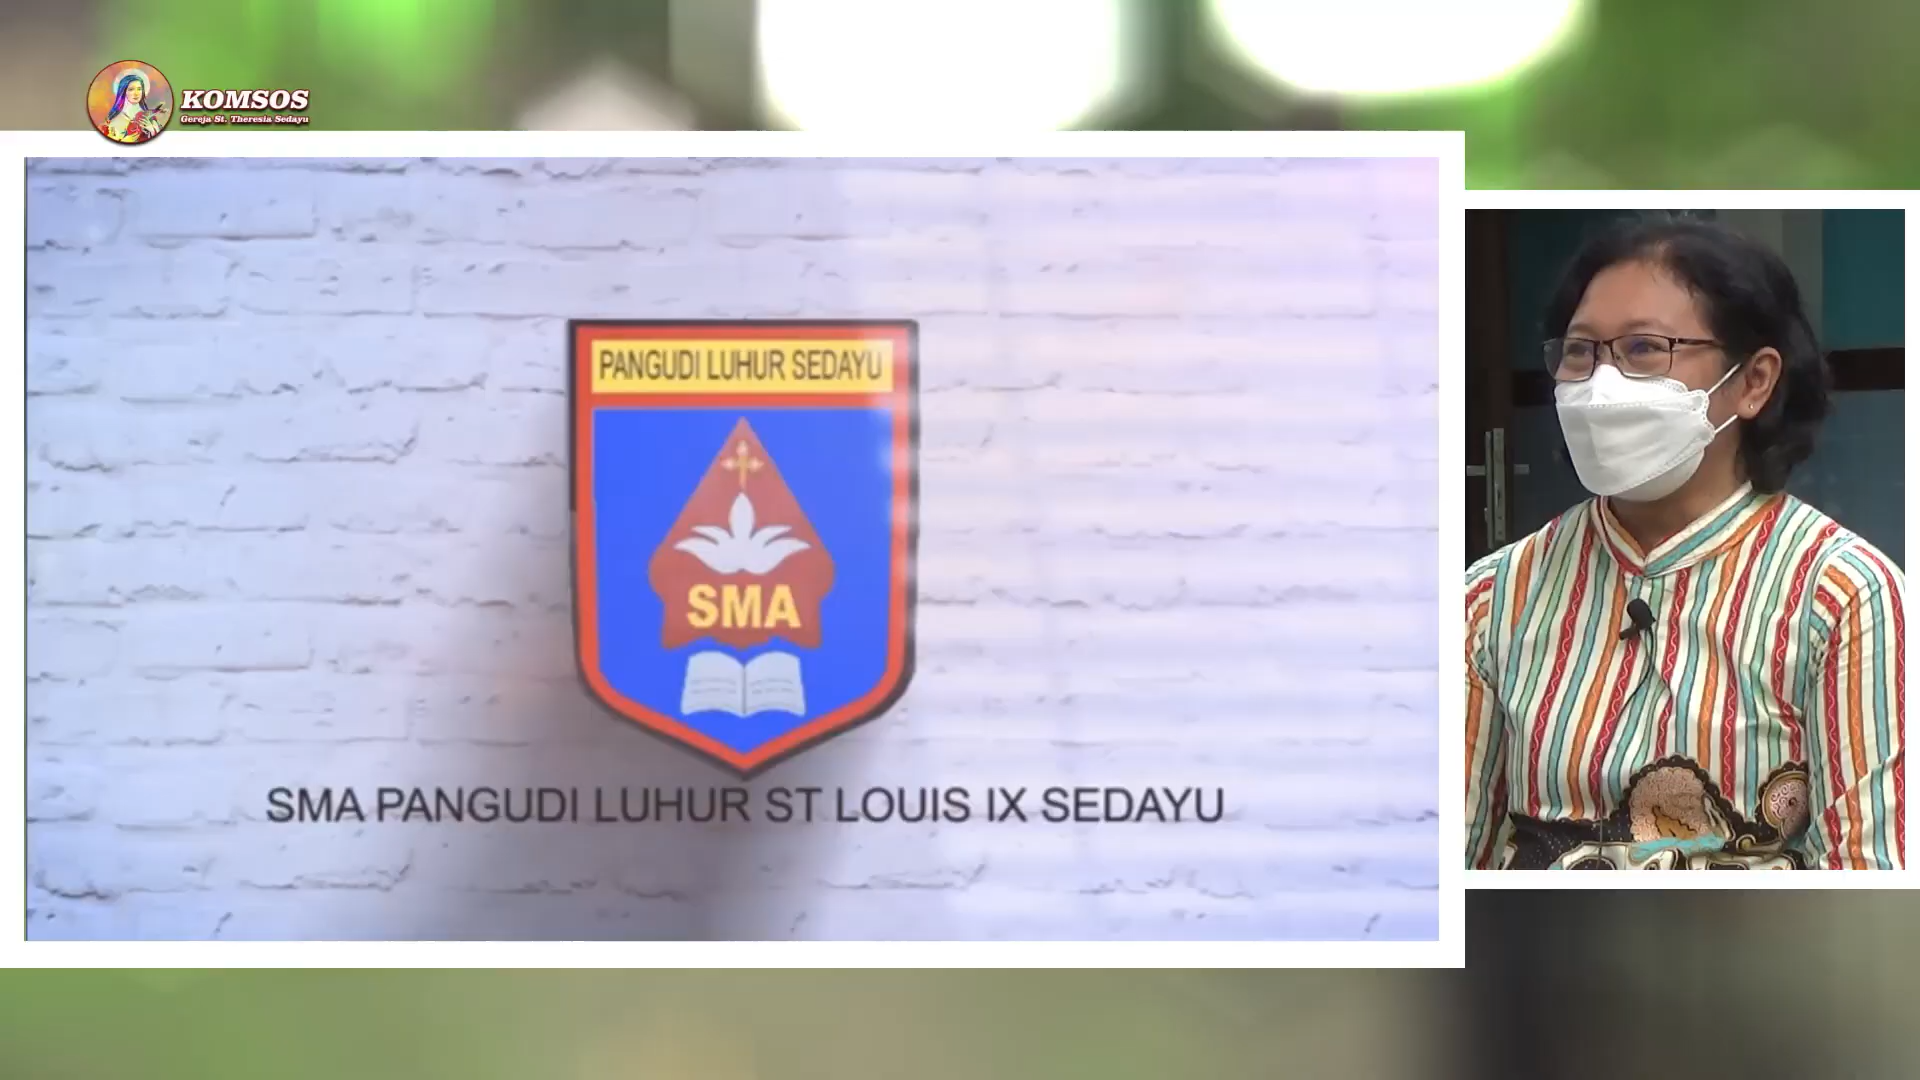 KOMSOS
Gereja St. Theresia Sedayu
PANGUDI LUHUR SEDAYU
SMA
SMA PANGUDI LUHUR ST LOUIS IX SEDAYU